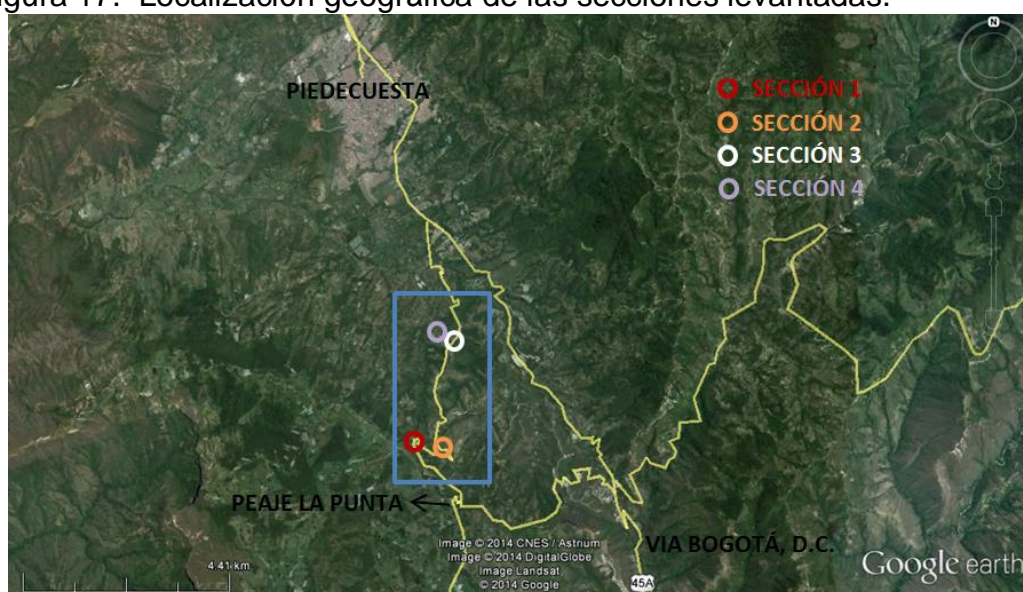 igura 17. Localización geográfica de las secciones levantadas.
N
PIEDECUESTA
SECCIÓN 1
SECCIÓN 2
SECCIÓN 3
SECCIÓN 4
PEAJE LA PUNTA
VIA BOGOTÁ, D.C.
Image © 2014 CNES / Astrium
Image © 2014 DigitalGlobe
Image Landsat
© 2014 Google
4.41 km
45A
Google earth